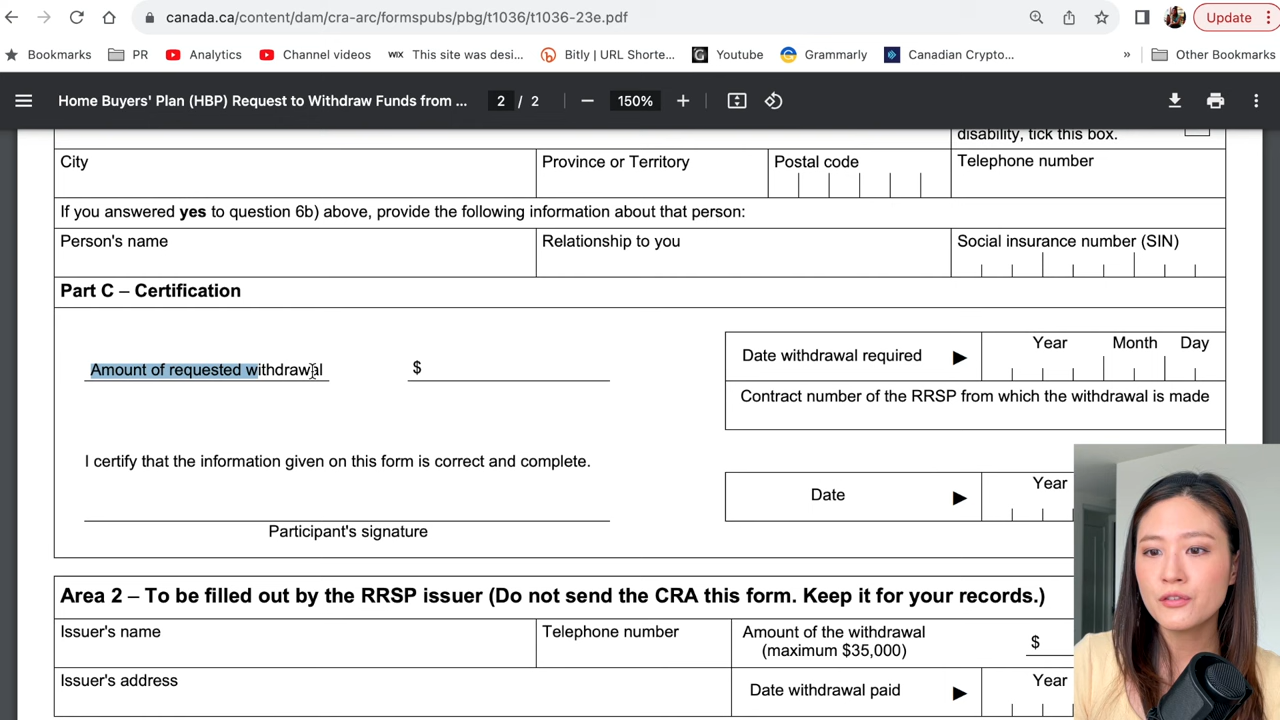 canada.ca/content/dam/cra-arc/formspubs/pbg/t1036/t1036-23e.pdf
Update
Bookmarks PR Analytics Channel videos WIX This site was desi... Bitly | URL Shorte... Youtube Grammarly Canadian Crypto... » Other Bookmarks
Home Buyers' Plan (HBP) Request to Withdraw Funds from ... 2 / 2 150%
disability, tick this box.
City Province or Territory Postal code Telephone number
If you answered yes to question 6b) above, provide the following information about that person:
Person's name Relationship to you Social insurance number (SIN)
Part C – Certification
Year Month Day
Amount of requested withdrawal $ Date withdrawal required
Contract number of the RRSP from which the withdrawal is made
I certify that the information given on this form is correct and complete.
Year
Date
Participant's signature
Area 2 – To be filled out by the RRSP issuer (Do not send the CRA this form. Keep it for your records.)
Issuer's name Telephone number Amount of the withdrawal
(maximum $35,000) $
Issuer's address Year
Date withdrawal paid